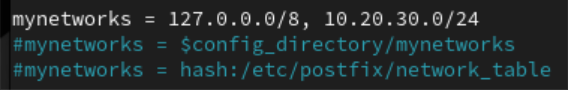 mynetworks = 127.0.0.0/8, 10.20.30.0/24
#mynetworks = $config_directory/mynetworks
#mynetworks = hash:/etc/postfix/network_table